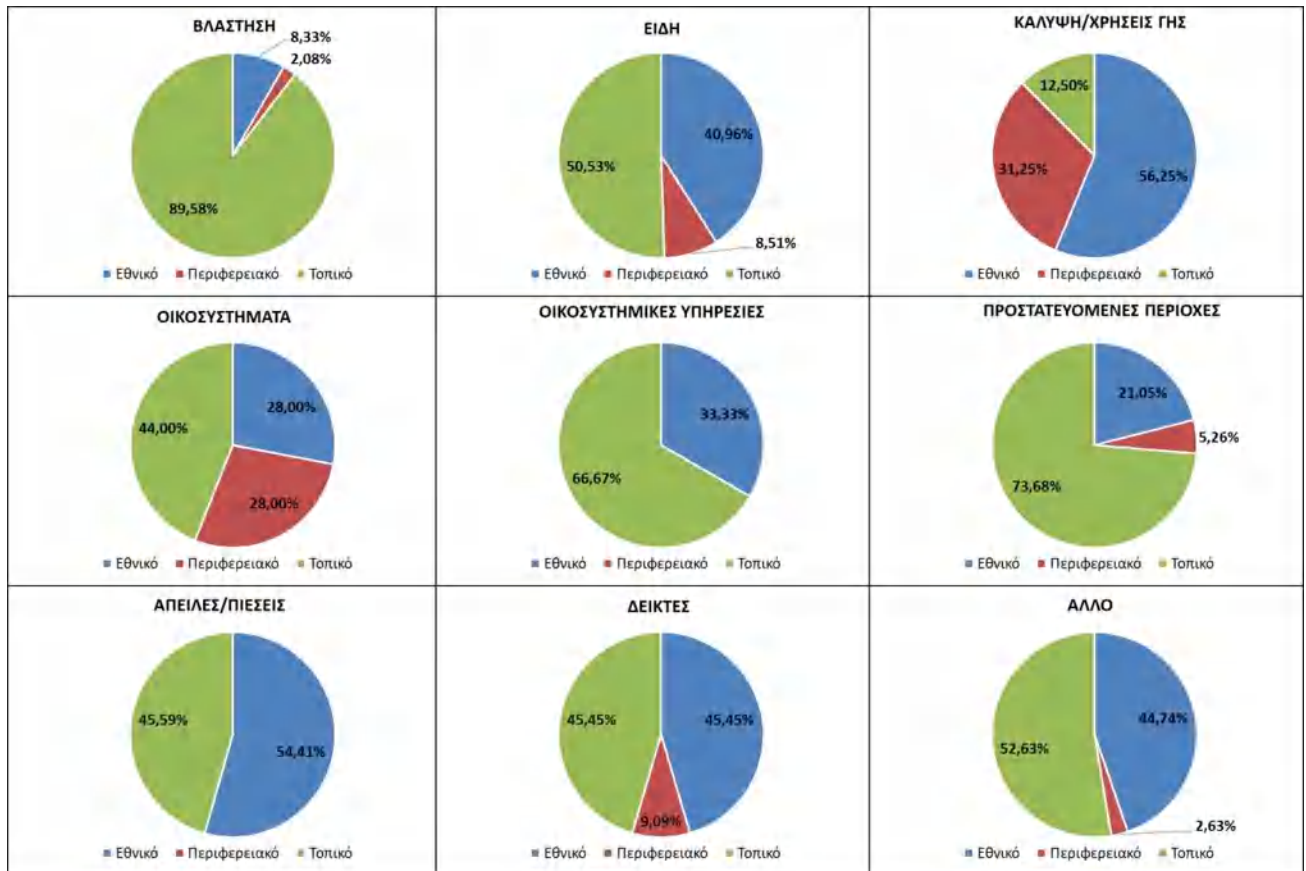 ΒΛΑΣΤΗΣΗ
8,33%
2,08%
89,58%
Εθνικό Περιφερειακό Τοπικό
ΕΙΔΗ
40,96%
50,53%
8,51%
Εθνικό Περιφερειακό Τοπικό
ΚΑΛΥΨΗ/ΧΡΗΣΕΙΣ ΓΗΣ
12,50%
31,25%
56,25%
Εθνικό Περιφερειακό Τοπικό
ΟΙΚΟΣΥΣΤΗΜΑΤΑ
28,00%
44,00%
28,00%
Εθνικό Περιφερειακό Τοπικό
ΟΙΚΟΣΥΣΤΗΜΙΚΕΣ ΥΠΗΡΕΣΙΕΣ
33,33%
66,67%
Εθνικό Περιφερειακό Τοπικό
ΠΡΟΣΤΑΤΕΥΟΜΕΝΕΣ ΠΕΡΙΟΧΕΣ
21,05%
5,26%
73,68%
Εθνικό Περιφερειακό Τοπικό
ΑΠΕΙΛΕΣ/ΠΙΕΣΕΙΣ
45,59%
54,41%
Εθνικό Περιφερειακό Τοπικό
ΔΕΙΚΤΕΣ
45,45% 45,45%
9,09%
Εθνικό Περιφερειακό Τοπικό
ΑΛΛΟ
44,74%
52,63%
2,63%
Εθνικό Περιφερειακό Τοπικό